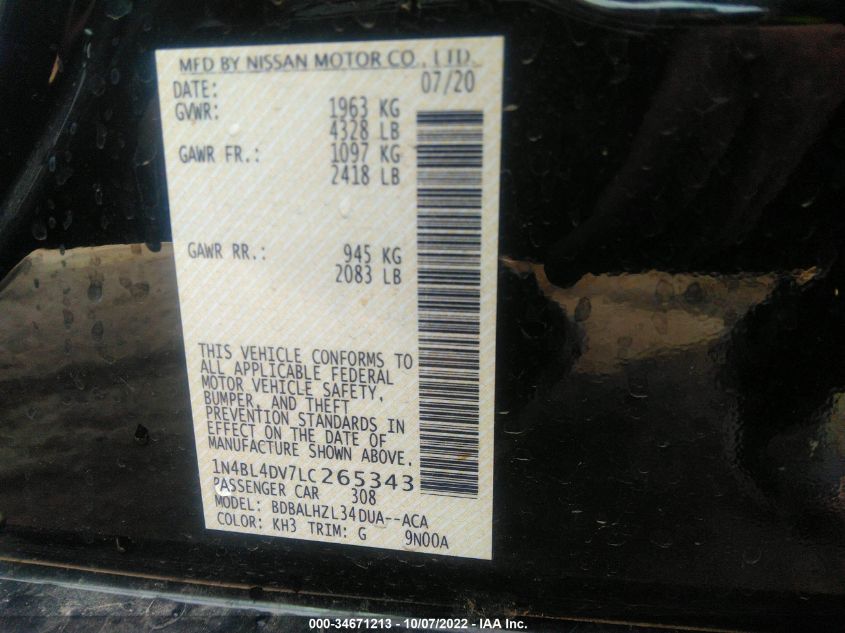 MFD BY NISSAN MOTOR CO., LTD
DATE: 07/20
GVWR: 1963 KG
4328 LB
GAWR FR.: 1097 KG
2418 LB
GAWR RR.: 945 KG
2083 LB
THIS VEHICLE CONFORMS TO
ALL APPLICABLE FEDERAL
MOTOR VEHICLE SAFETY,
BUMPER, AND THEFT
PREVENTION STANDARDS IN
EFFECT ON THE DATE OF
MANUFACTURE SHOWN ABOVE.
1N4BL4DV7LC265343
PASSENGER CAR 308
MODEL: BDBALHZL34DUA--ACA
COLOR: KH3 TRIM: G 9N00A
000-34671213 - 10/07/2022 - IAA Inc.